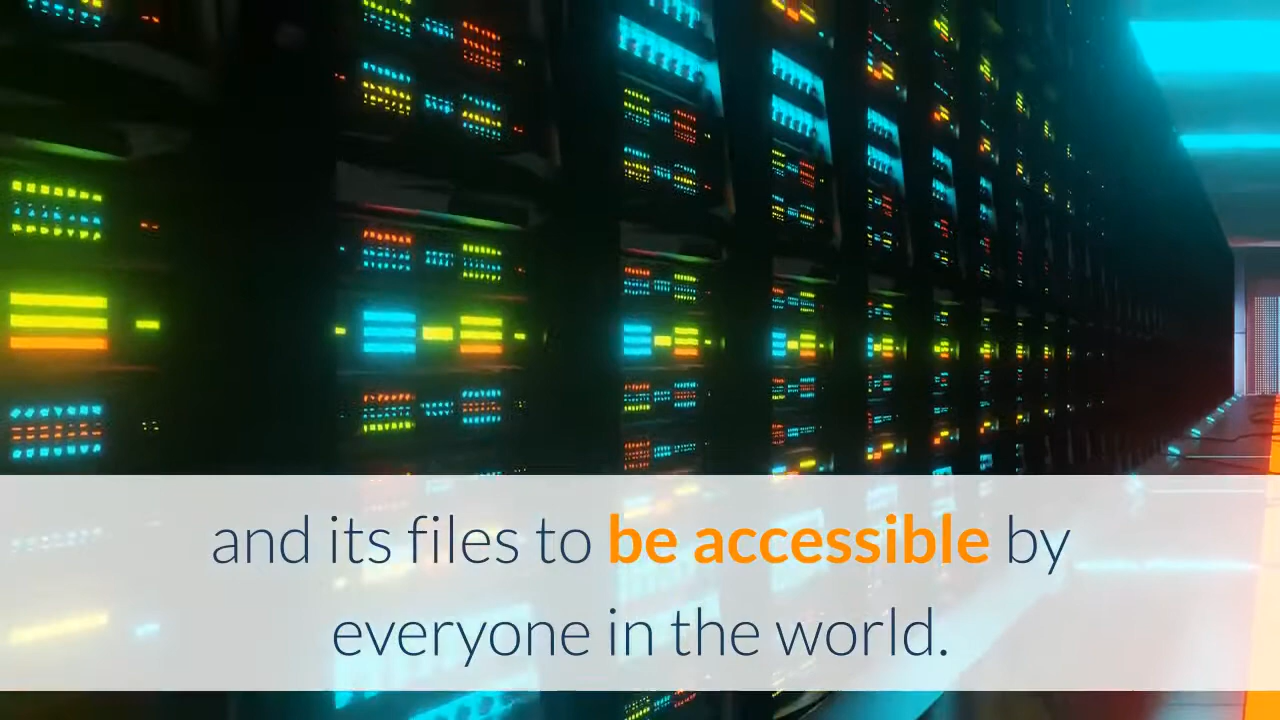 and its files to be accessible by
everyone in the world.